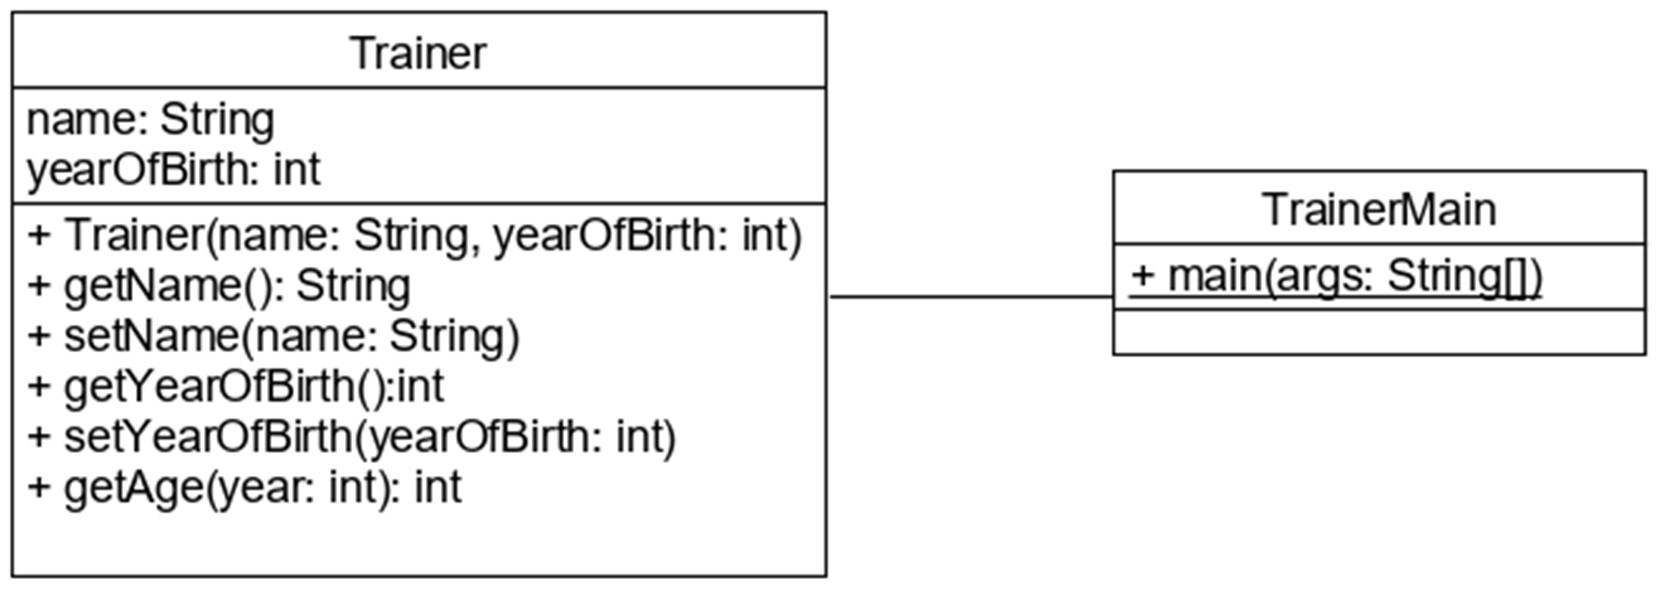 Trainer
name: String
yearOfBirth: int
+ Trainer(name: String, yearOfBirth: int)
+ getName(): String
+ setName(name: String)
+ getYearOfBirth():int
+ setYearOfBirth(yearOfBirth: int)
+ getAge(year: int): int
TrainerMain
+ main(args: String[])